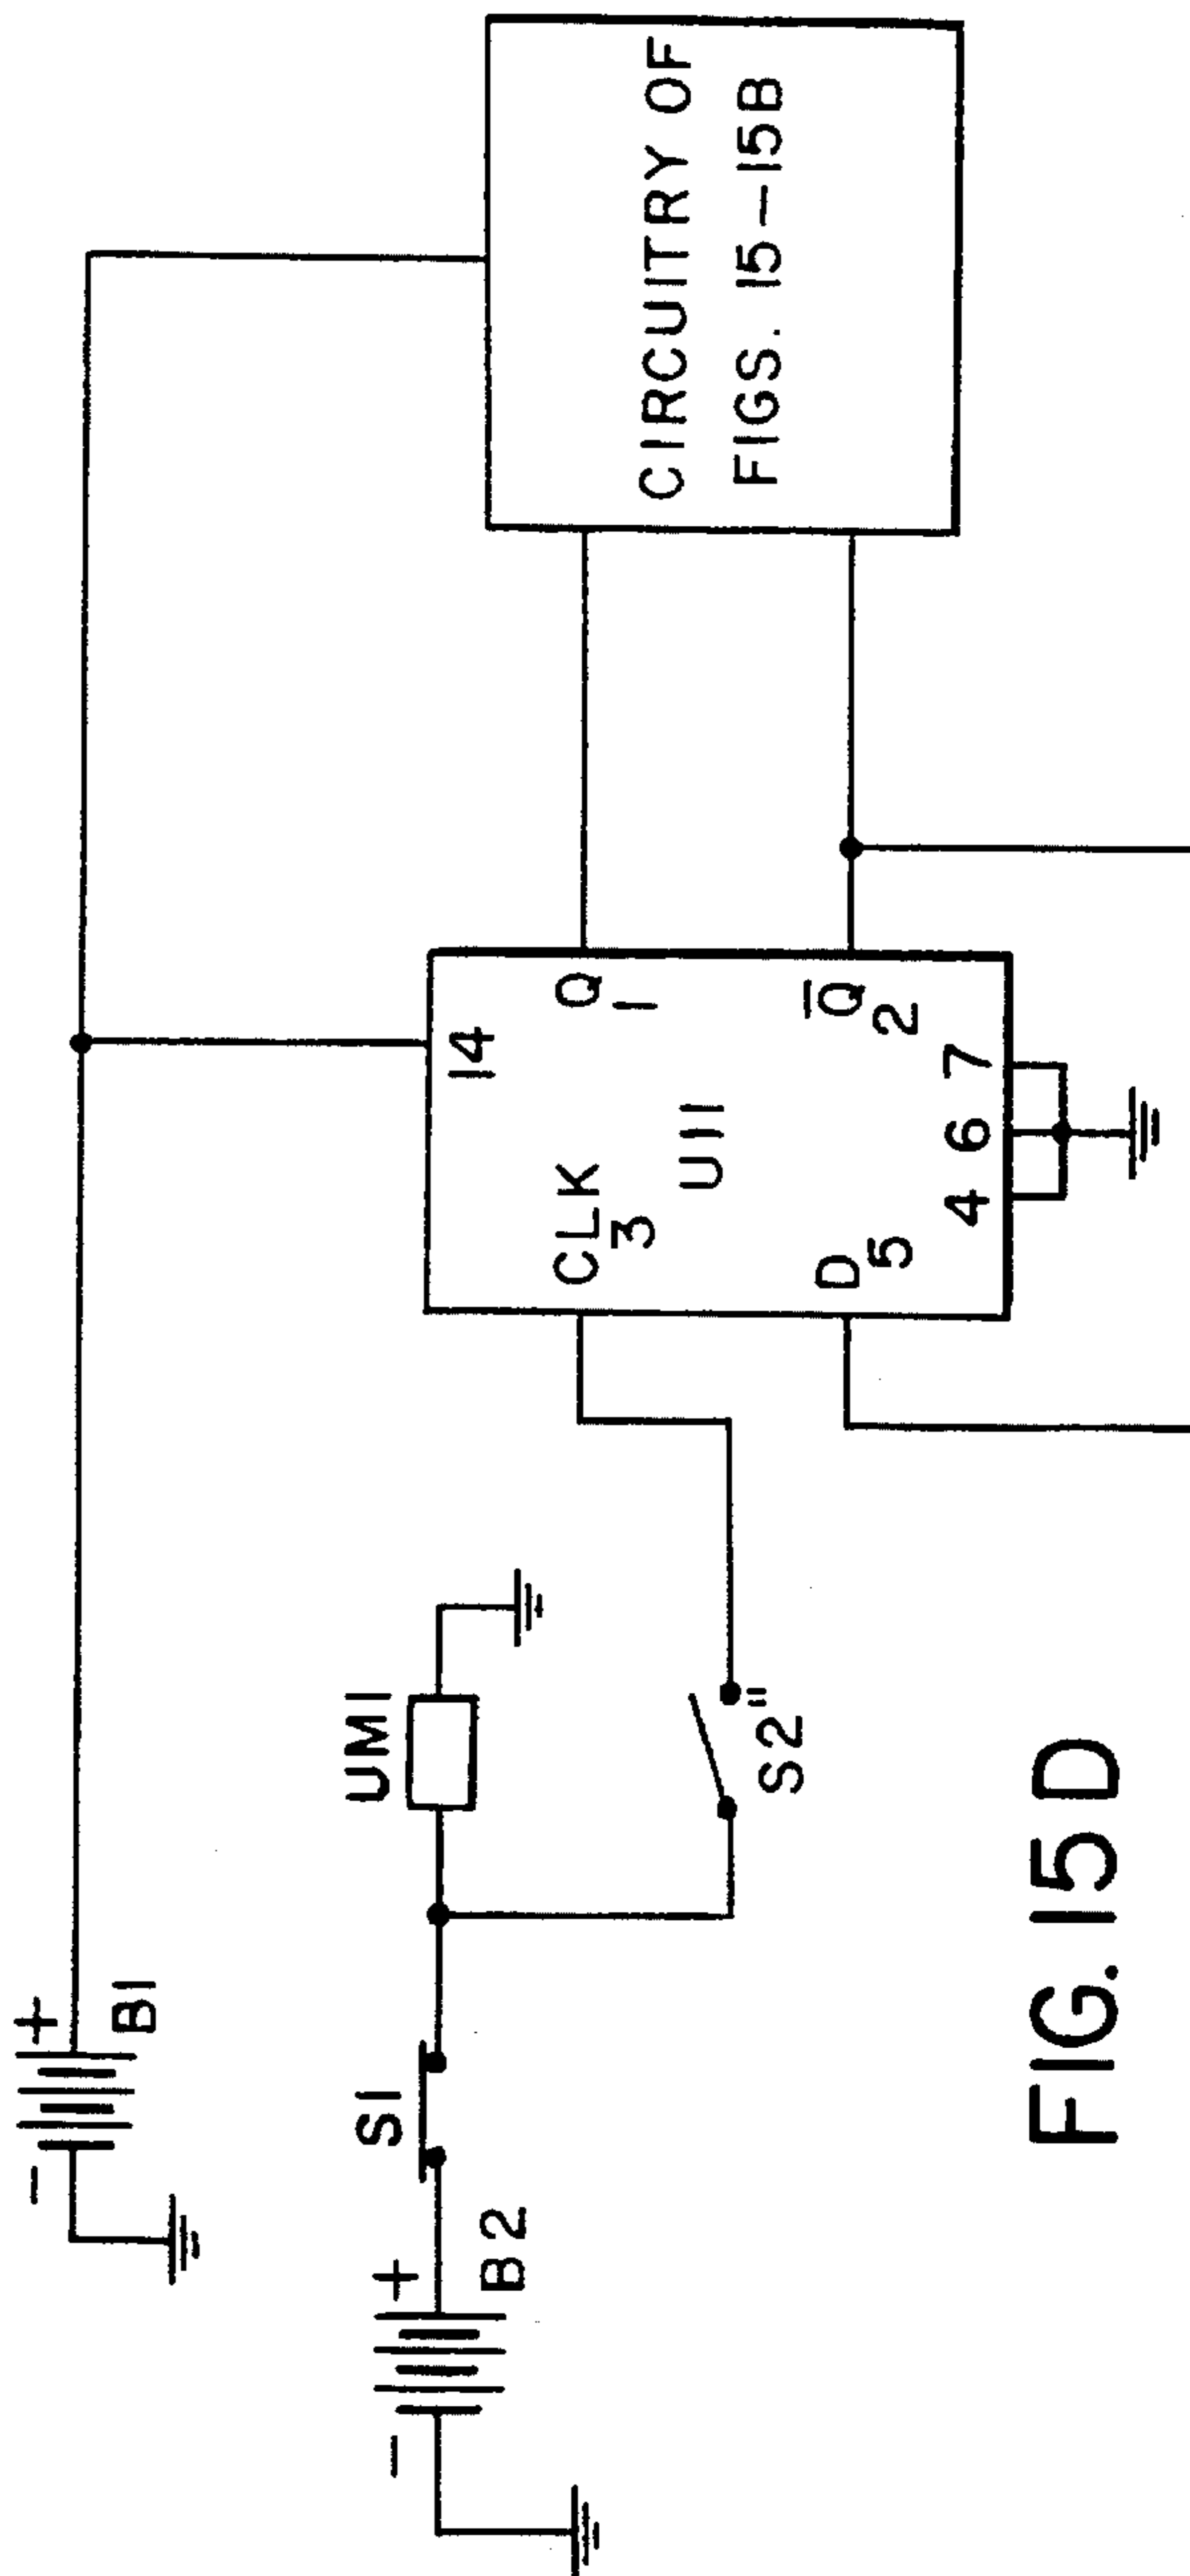 −
+
B1
−
+
B2
S1
UM1
S2"
CLK
3
14
Q
1
U11
D
5
Q̅
2
4 6 7
CIRCUITRY OF
FIGS. 15-15B
FIG. 15D